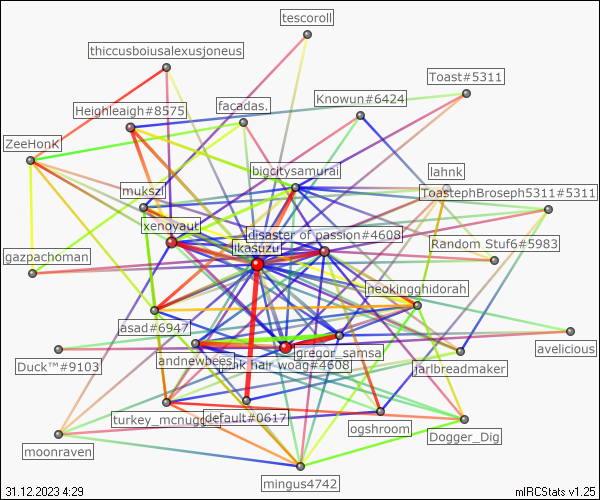 tescoroll
thiccusboiusalexusjoneus
Toast#5311
Knowun#6424
facadas.
Heighleaigh#8575
ZeeHonK
bigcitysamurai
lahnk
mukszi
ToastephBroseph5311#5311
xenoyaut
disaster of passion#4608
ikasuzu
Random Stuf6#5983
gazpachoman
neokingghidorah
asad#6947
avelicious
gregor_samsa
andnewbees
pink hair woag#4608
Duck™#9103
jarlbreadmaker
turkey_mcnugge
default#0617
ogshroom
Dogger_Dig
moonraven
mingus4742
31.12.2023 4:29
mIRCStats v1.25